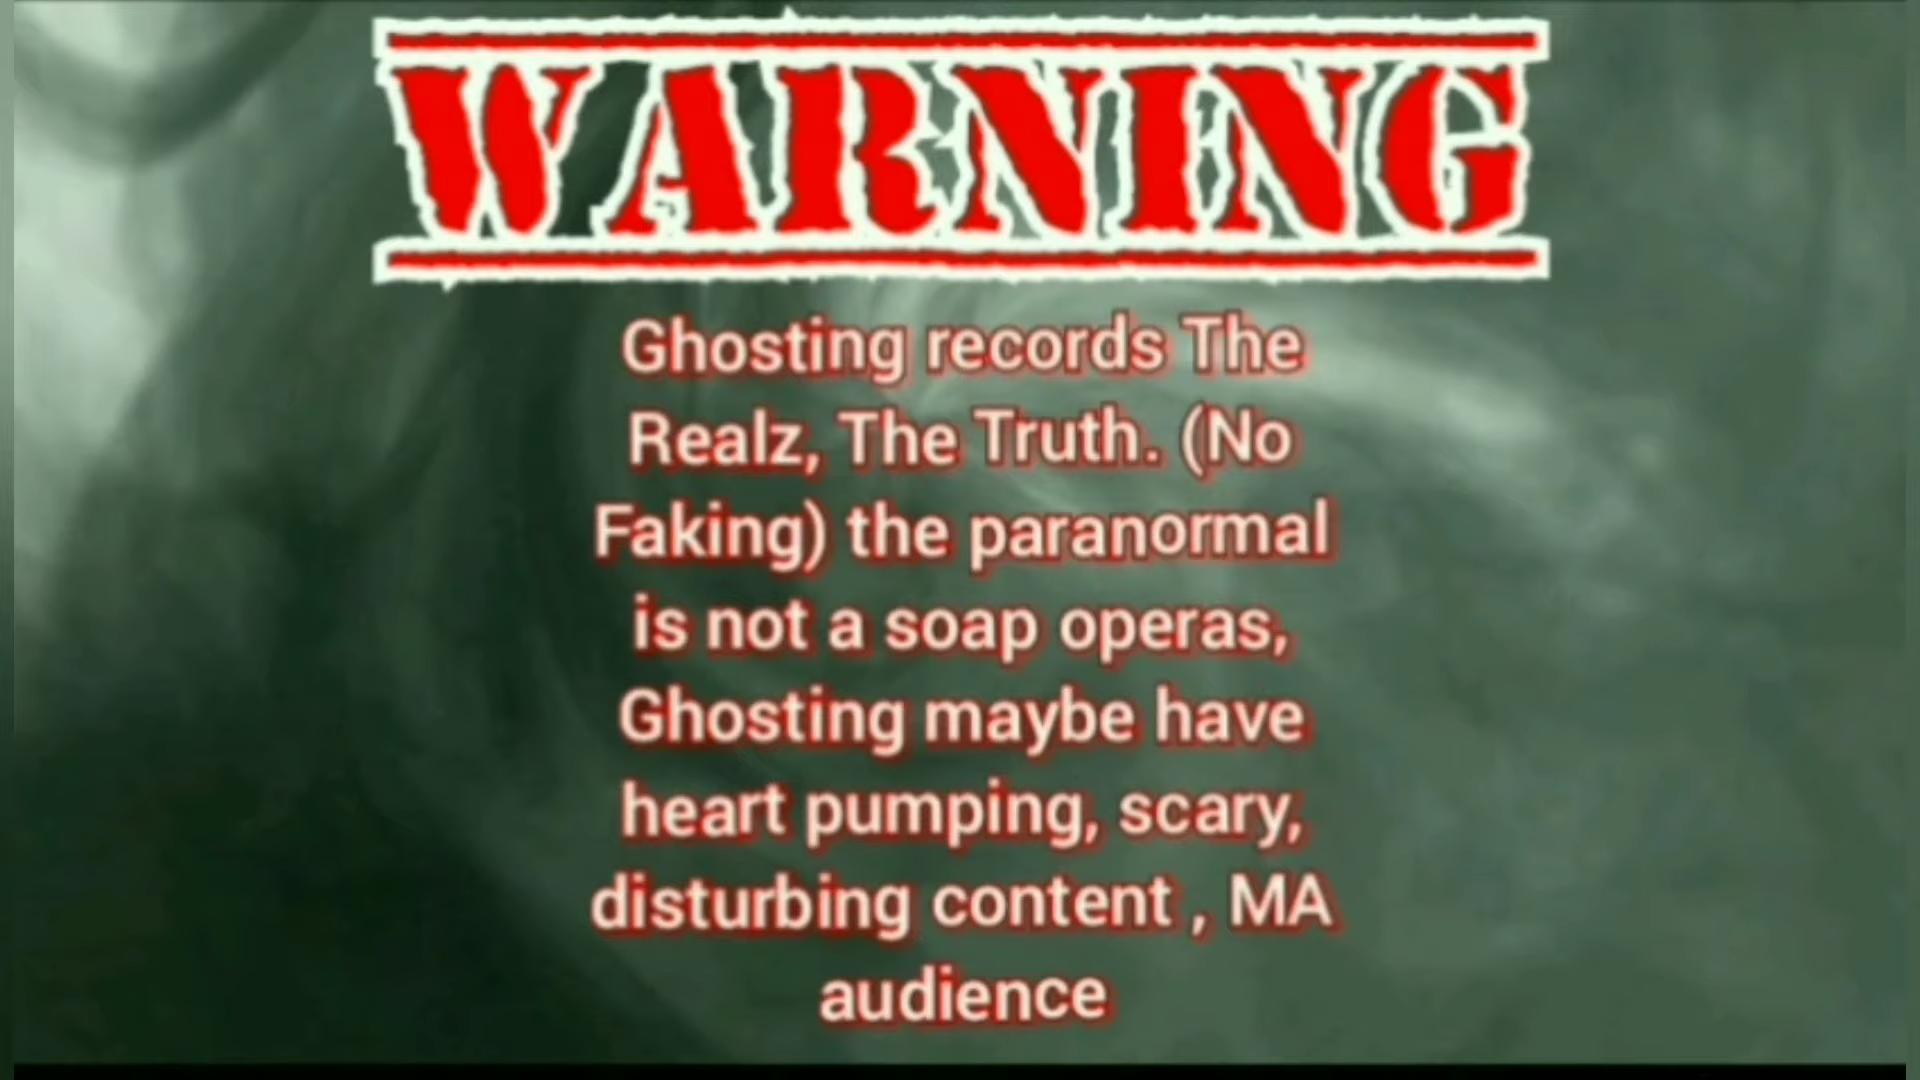 WARNING
Ghosting records The
Realz, The Truth. (No
Faking) the paranormal
is not a soap operas,
Ghosting maybe have
heart pumping, scary,
disturbing content , MA
audience